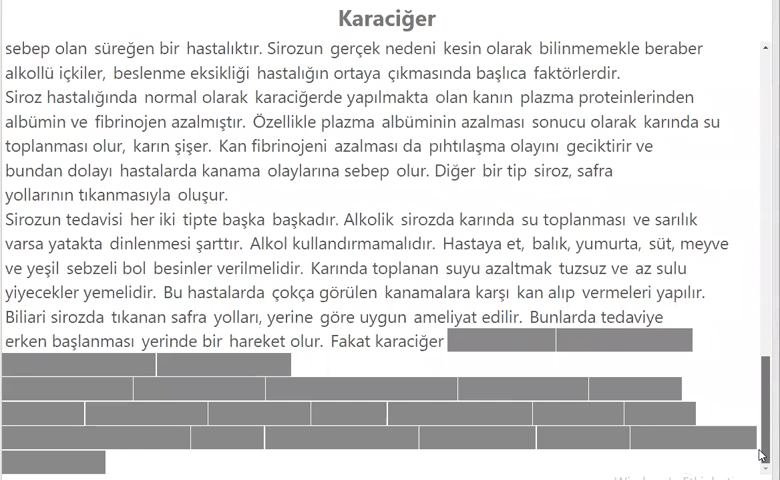 Karaciğer
sebep olan süreğen bir hastalıktır. Sirozun gerçek nedeni kesin olarak bilinmemekle beraber
alkollü içkiler, beslenme eksikliği hastalığın ortaya çıkmasında başlıca faktörlerdir.
Siroz hastalığında normal olarak karaciğerde yapılmakta olan kanın plazma proteinlerinden
albümin ve fibrinojen azalmıştır. Özellikle plazma albüminin azalması sonucu olarak karında su
toplanması olur, karın şişer. Kan fibrinojeni azalması da pıhtılaşma olayını geciktirir ve
bundan dolayı hastalarda kanama olaylarına sebep olur. Diğer bir tip siroz, safra
yollarının tıkanmasıyla oluşur.
Sirozun tedavisi her iki tipte başka başkadır. Alkolik sirozda karında su toplanması ve sarılık
varsa yatakta dinlenmesi şarttır. Alkol kullandırmamalıdır. Hastaya et, balık, yumurta, süt, meyve
ve yeşil sebzeli bol besinler verilmelidir. Karında toplanan suyu azaltmak tuzsuz ve az sulu
yiyecekler yemelidir. Bu hastalarda çokça görülen kanamalara karşı kan alıp vermeleri yapılır.
Biliari sirozda tıkanan safra yolları, yerine göre uygun ameliyat edilir. Bunlarda tedaviye
erken başlanması yerinde bir hareket olur. Fakat karaciğer